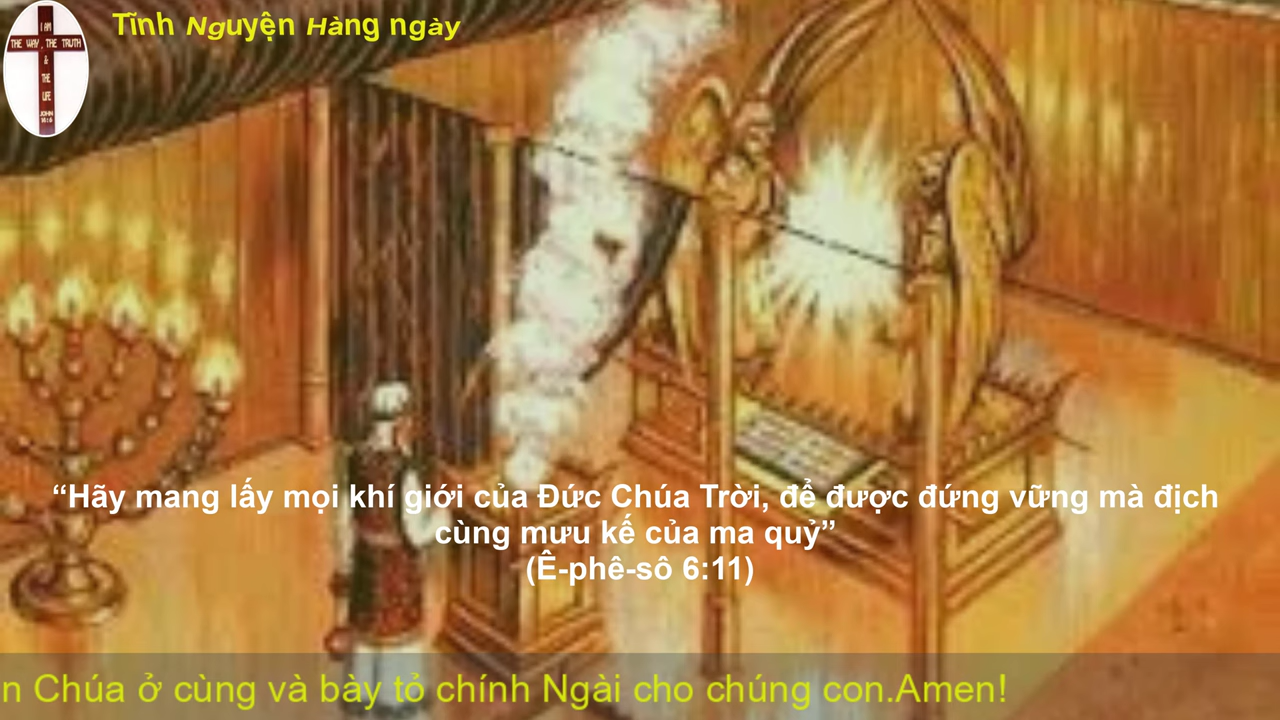 I AM
THE WAY, THE TRUTH
&
THE
LIFE
JOHN
Tĩnh Nguyện Hàng ngày
“Hãy mang lấy mọi khí giới của Đức Chúa Trời, để được đứng vững mà địch
cùng mưu kế của ma quỷ”
(Ê-phê-sô 6:11)
n Chúa ở cùng và bày tỏ chính Ngài cho chúng con.Amen!